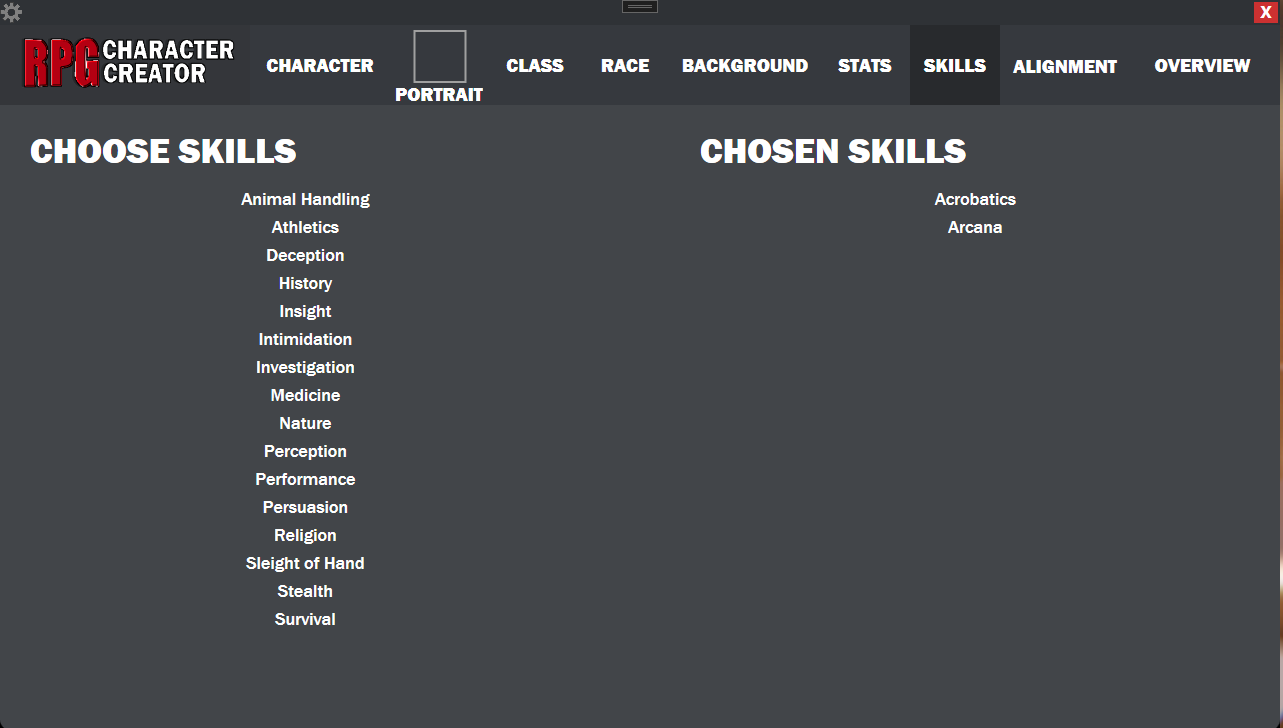 X
RPG CHARACTER
CREATOR
CHARACTER
PORTRAIT
CLASS
RACE
BACKGROUND
STATS
SKILLS
ALIGNMENT
OVERVIEW
CHOOSE SKILLS
Animal Handling
Athletics
Deception
History
Insight
Intimidation
Investigation
Medicine
Nature
Perception
Performance
Persuasion
Religion
Sleight of Hand
Stealth
Survival
CHOSEN SKILLS
Acrobatics
Arcana